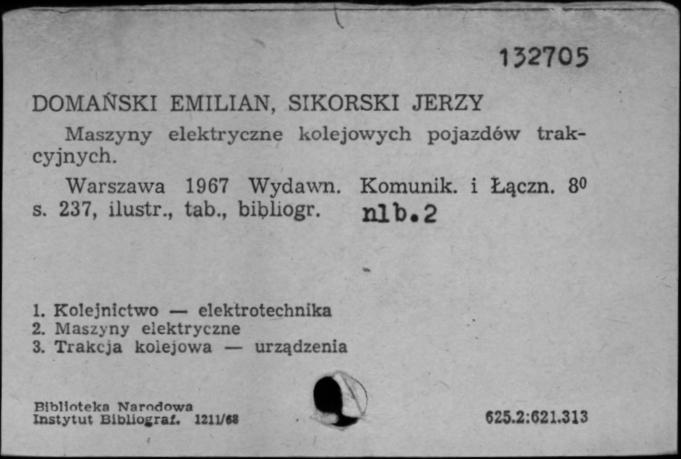 132705
DOMAŃSKI EMILIAN, SIKORSKI JERZY
Maszyny elektryczne kolejowych pojazdów trak-
cyjnych.
Warszawa 1967 Wydawn. Komunik. i Łączn. 8⁰
s. 237, ilustr., tab., bibliogr. nlb.2
1. Kolejnictwo — elektrotechnika
2. Maszyny elektryczne
3. Trakcja kolejowa — urządzenia
Biblioteka Narodowa
Instytut Bibliograf. 1211/68 625.2:621.313